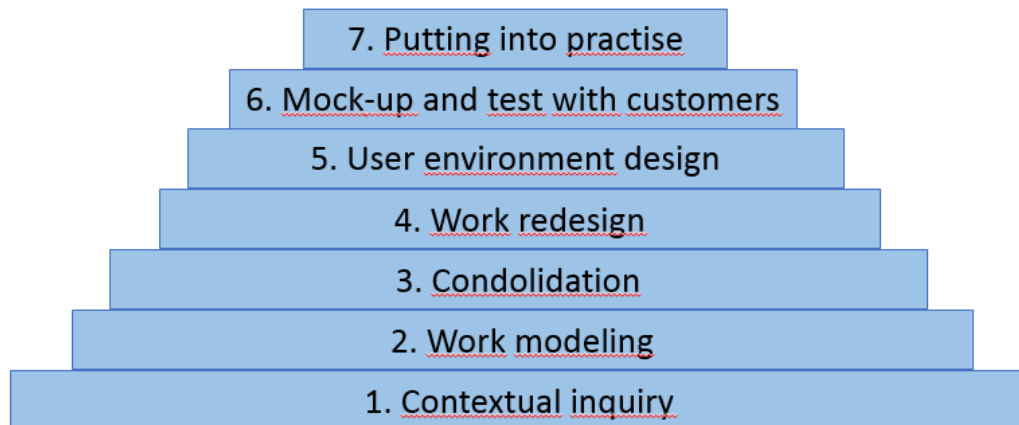 7. Putting into practise
6. Mock-up and test with customers
5. User environment design
4. Work redesign
3. Condolidation
2. Work modeling
1. Contextual inquiry